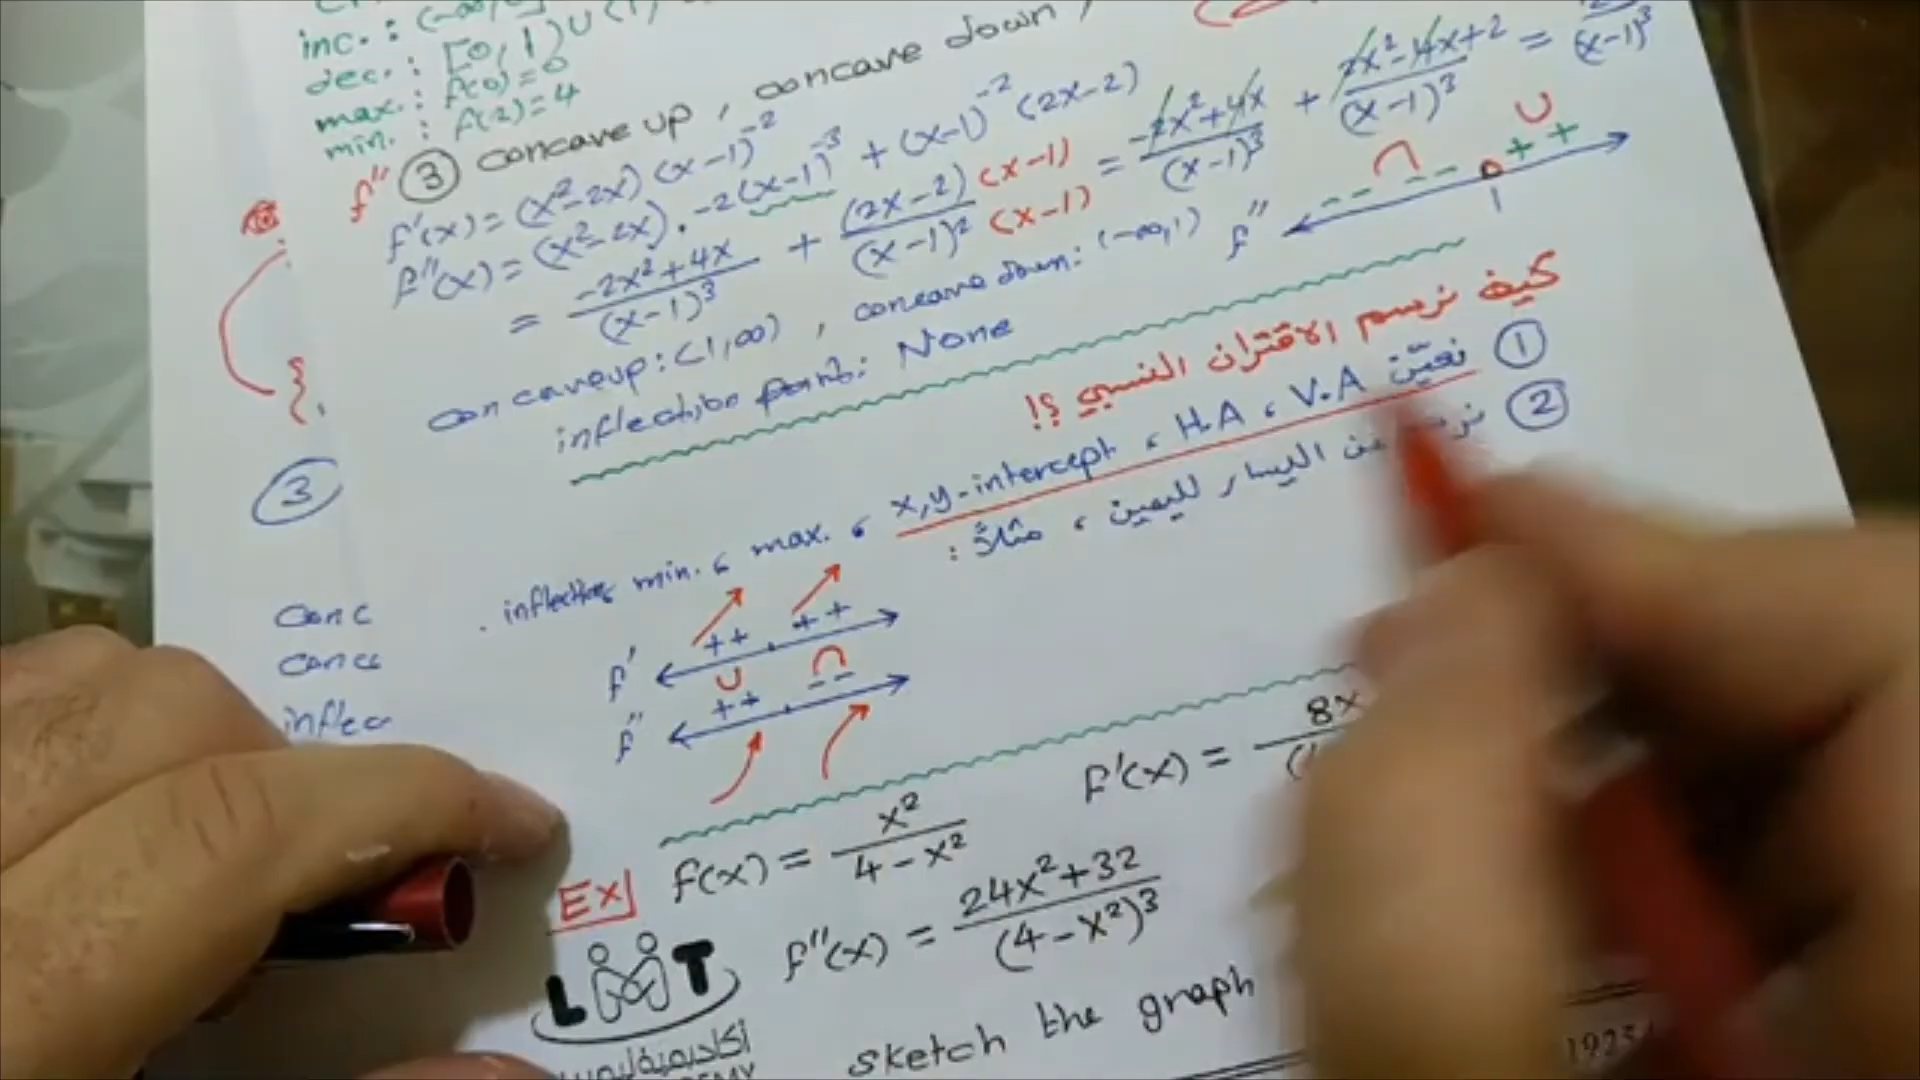 inc. : (-∞,
dec. : [0, 1) ∪ (1,
max. : f(0) = 0
min. : f(2) = 4
f'' ③ concave up , concave down ,
f'(x) = (x²-2x) (x-1)⁻²
f''(x) = (x²-2x) . -2(x-1)⁻³ + (x-1)⁻² (2x-2)
= -2x²+4x / (x-1)³ + (2x-2) (x-1) / (x-1)² (x-1) = -2x²+4x / (x-1)³ + 2x²-4x+2 / (x-1)³ = / (x-1)³
f'' - - ∩ - - 1 + ∪ +
concave up : (1,∞) , concave down : (-∞,1)
inflection point : None
كيف نرسم الاقتران النسبي ؟!
① نعيّن V.A ، H.A ، x,y-intercept ، max. ، min. ، inflection .
② من اليسار لليمين ، مثلاً :
③
conc
conc
inflec
f' ++ ++
∪ ∩
f'' ++ --
Ex] f(x) = x² / 4-x²
f'(x) = 8x / (
f''(x) = 24x²+32 / (4-x²)³
sketch the graph
L T
أكاديمية